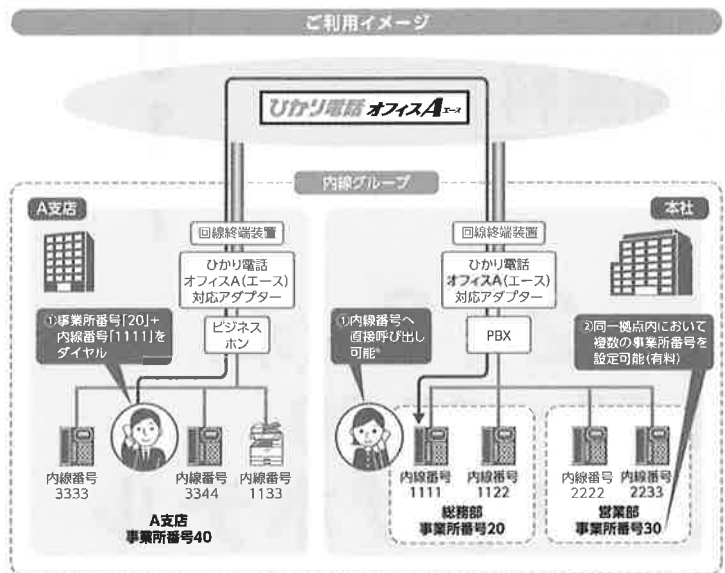 ご利用イメージ
ひかり電話 オフィスA エース
内線グループ
A支店
回線終端装置
ひかり電話
オフィスA(エース)
対応アダプター
①事業所番号「20」+
内線番号「1111」を
ダイヤル
ビジネス
ホン
内線番号
3333
内線番号
3344
内線番号
1133
A支店
事業所番号40
本社
回線終端装置
ひかり電話
オフィスA(エース)
対応アダプター
①内線番号へ
直接呼び出し
可能*
PBX
②同一拠点内において
複数の事業所番号を
設定可能(有料)
内線番号
1111
内線番号
1122
総務部
事業所番号20
内線番号
2222
内線番号
2233
営業部
事業所番号30